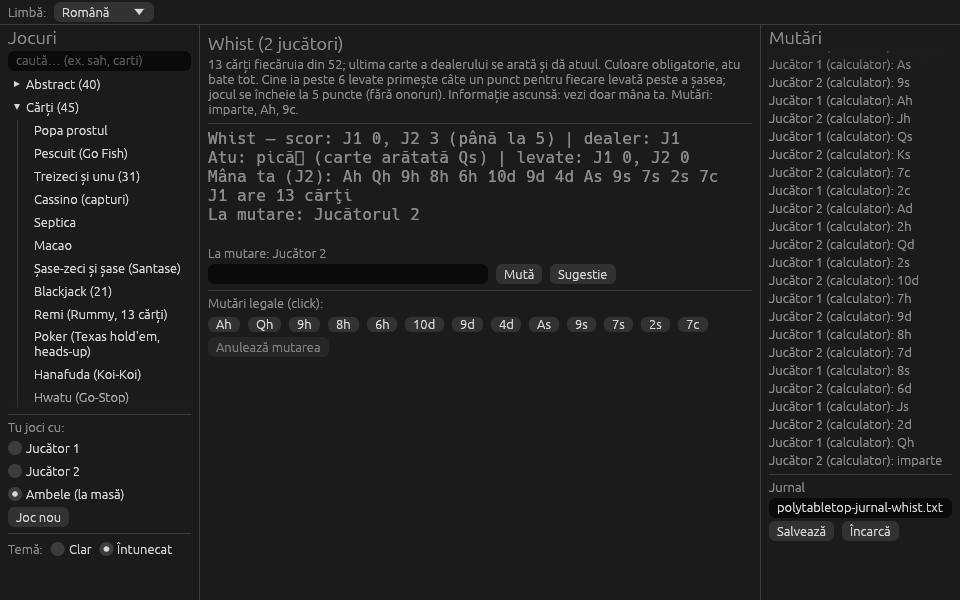 Limbă: Română
Jocuri
caută... (ex. sah, carti)
Abstract (40)
Cărți (45)
Popa prostul
Pescuit (Go Fish)
Treizeci și unu (31)
Cassino (capturi)
Septica
Macao
Șase-zeci și șase (Santase)
Blackjack (21)
Remi (Rummy, 13 cărți)
Poker (Texas hold'em,
heads-up)
Hanafuda (Koi-Koi)
Hwatu (Go-Stop)
Tu joci cu:
Jucător 1
Jucător 2
Ambele (la masă)
Joc nou
Temă: Clar Întunecat
Whist (2 jucători)
13 cărți fiecăruia din 52; ultima carte a dealerului se arată și dă atuul. Culoare obligatorie, atu
bate tot. Cine ia peste 6 levate primește câte un punct pentru fiecare levată peste a șasea;
jocul se încheie la 5 puncte (fără onoruri). Informație ascunsă: vezi doar mâna ta. Mutări:
imparte, Ah, 9c.
Whist — scor: J1 0, J2 3 (până la 5) | dealer: J1
Atu: pică (carte arătată Qs) | levate: J1 0, J2 0
Mâna ta (J2): Ah Qh 9h 8h 6h 10d 9d 4d As 9s 7s 2s 7c
J1 are 13 cărți
La mutare: Jucătorul 2
La mutare: Jucător 2
Mută Sugestie
Mutări legale (click):
Ah Qh 9h 8h 6h 10d 9d 4d As 9s 7s 2s 7c
Anulează mutarea
Mutări
Jucător 1 (calculator): As
Jucător 2 (calculator): 9s
Jucător 1 (calculator): Ah
Jucător 2 (calculator): Jh
Jucător 1 (calculator): Qs
Jucător 2 (calculator): Ks
Jucător 2 (calculator): 7c
Jucător 1 (calculator): 2c
Jucător 2 (calculator): Ad
Jucător 1 (calculator): 2h
Jucător 2 (calculator): Qd
Jucător 1 (calculator): 2s
Jucător 2 (calculator): 10d
Jucător 1 (calculator): 7h
Jucător 2 (calculator): 9d
Jucător 1 (calculator): 8h
Jucător 2 (calculator): 7d
Jucător 1 (calculator): 8s
Jucător 2 (calculator): 6d
Jucător 1 (calculator): Js
Jucător 2 (calculator): 2d
Jucător 1 (calculator): Qh
Jucător 2 (calculator): imparte
Jurnal
polytabletop-jurnal-whist.txt
Salvează Încarcă